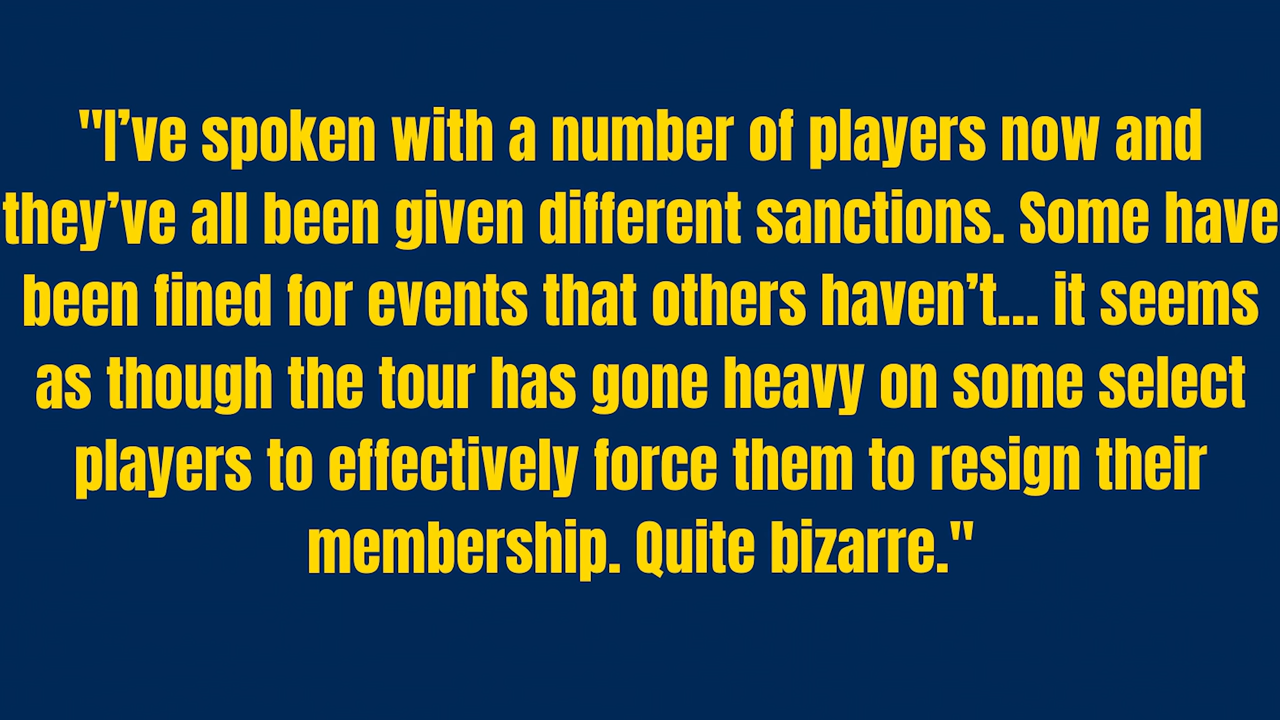 "I’ve spoken with a number of players now and
they’ve all been given different sanctions. Some have
been fined for events that others haven’t... it seems
as though the tour has gone heavy on some select
players to effectively force them to resign their
membership. Quite bizarre."